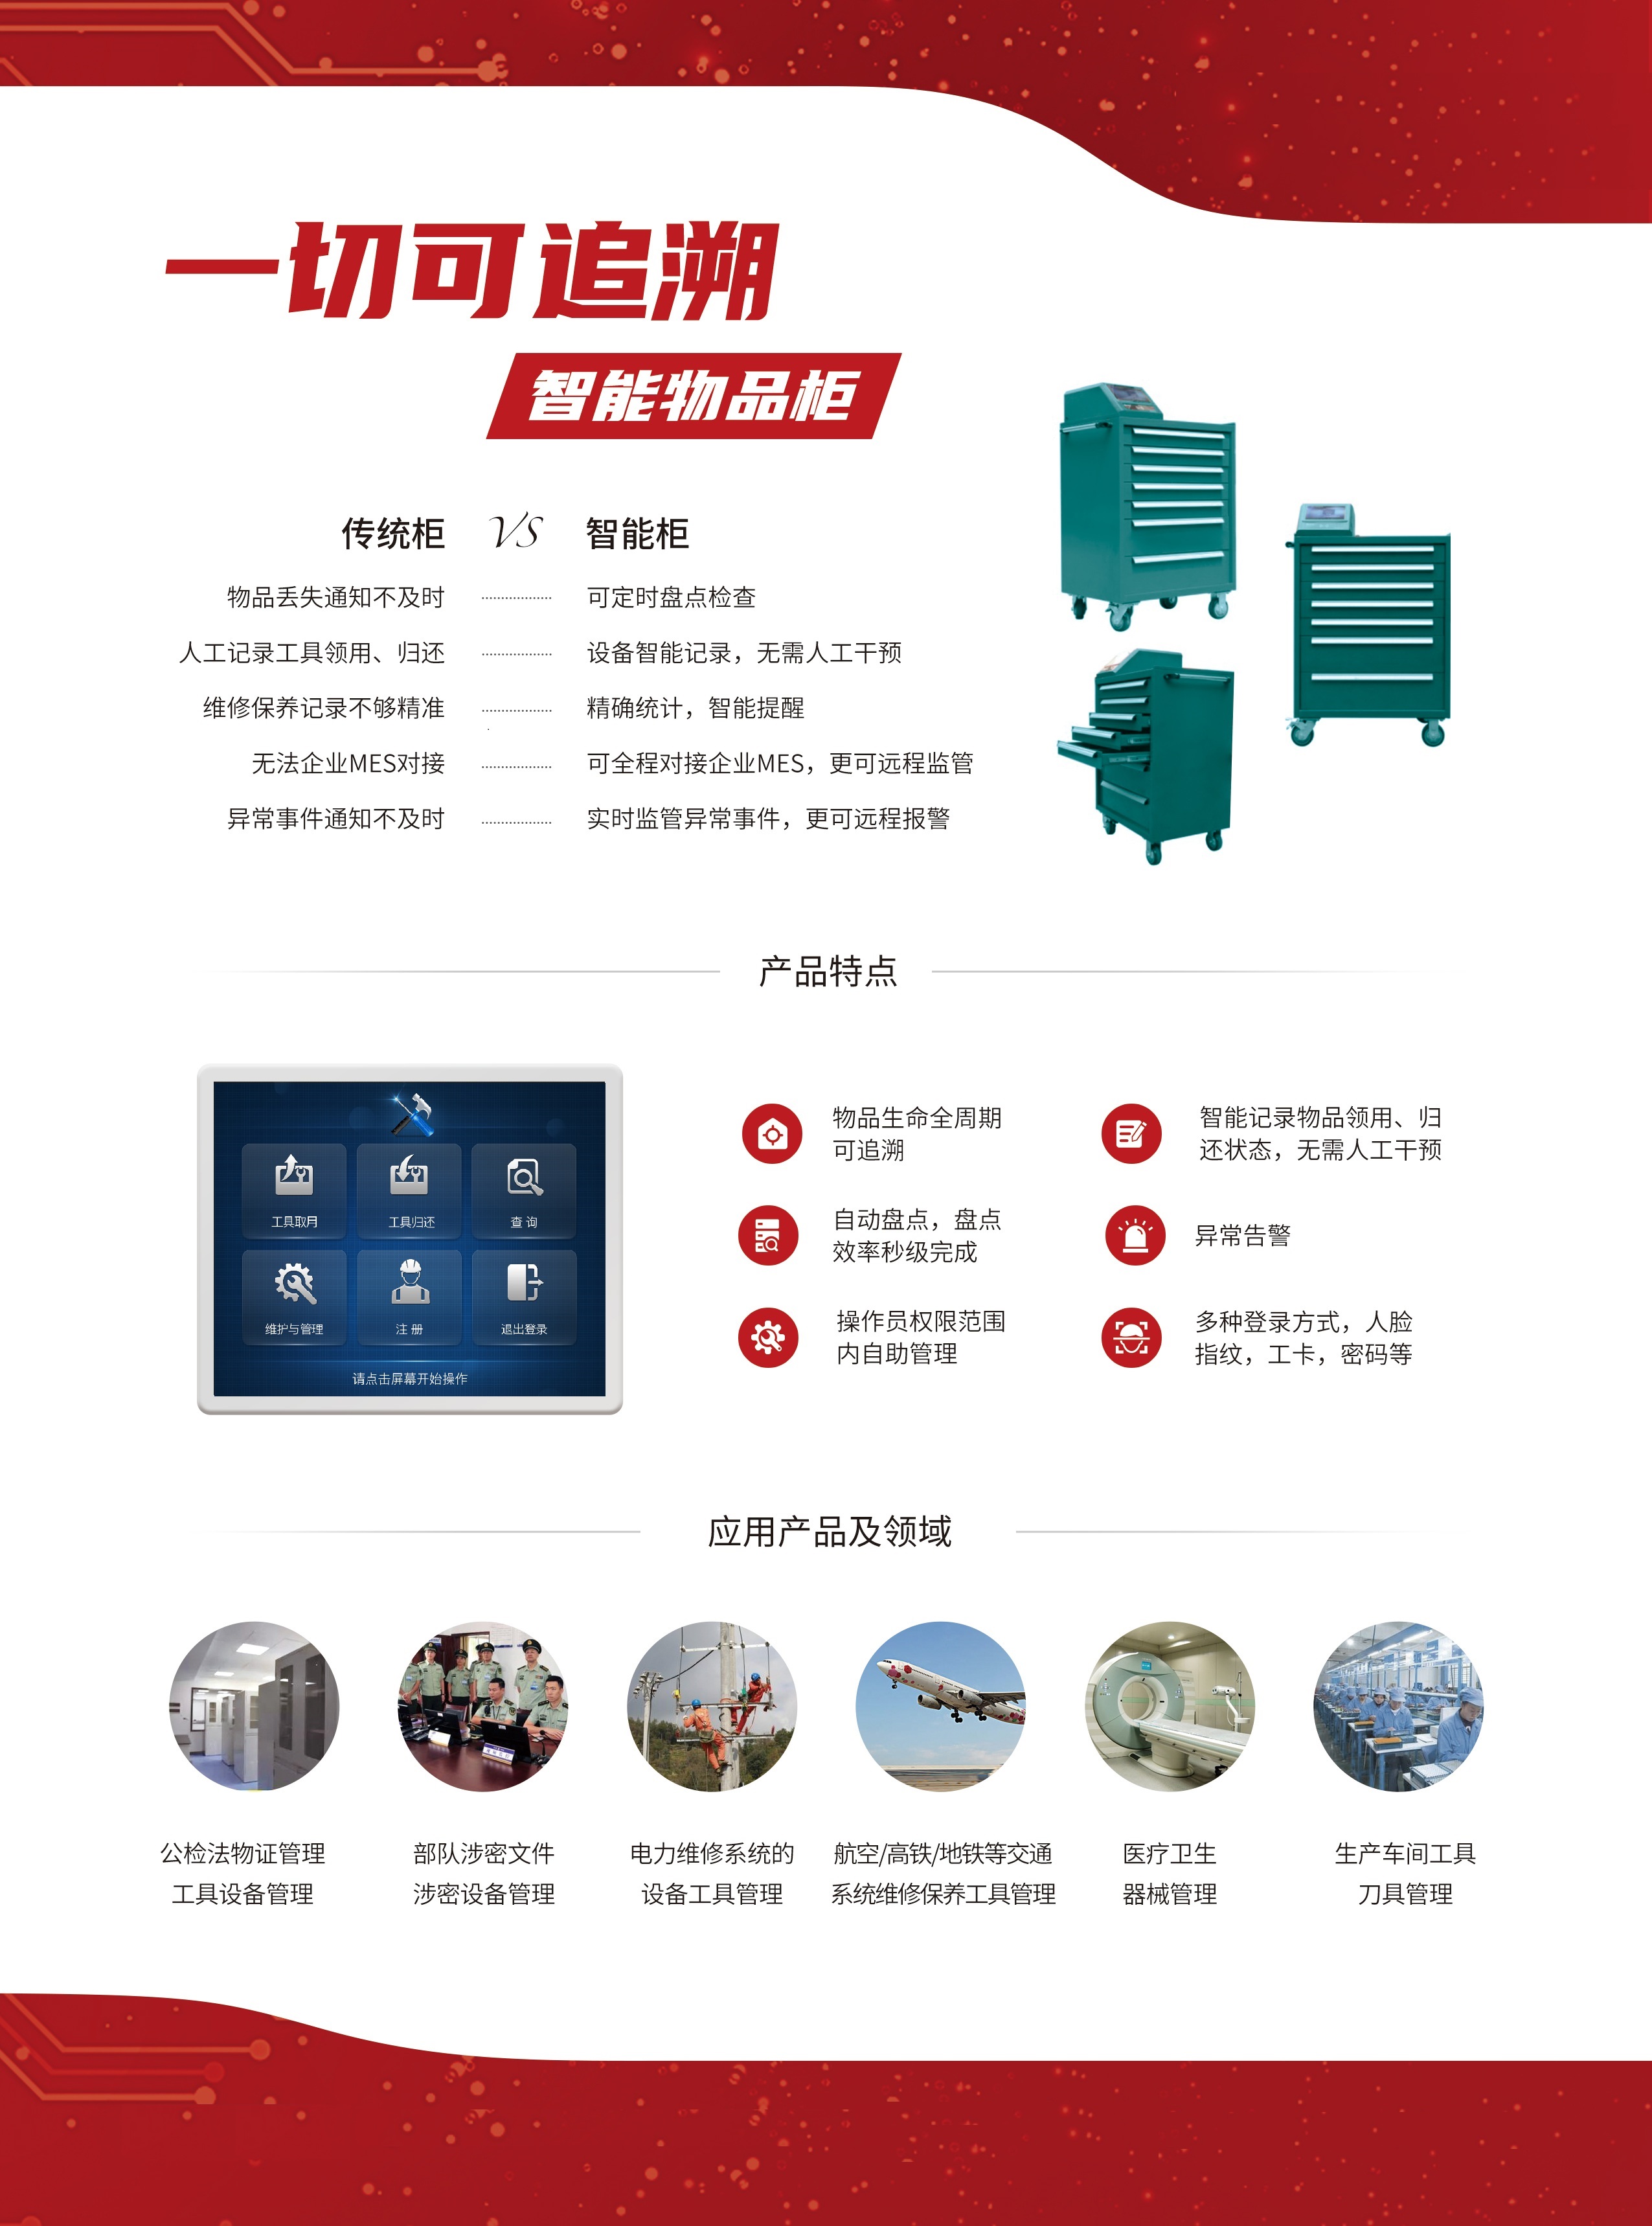 一切可追溯
智能物品柜
传统柜 VS 智能柜
物品丢失通知不及时 可定时盘点检查
人工记录工具领用、归还 设备智能记录，无需人工干预
维修保养记录不够精准 精确统计，智能提醒
无法企业MES对接 可全程对接企业MES，更可远程监管
异常事件通知不及时 实时监管异常事件，更可远程报警
产品特点
工具取月 工具归还 查询
维护与管理 注册 退出登录
请点击屏幕开始操作
物品生命全周期
可追溯
智能记录物品领用、归
还状态，无需人工干预
自动盘点，盘点
效率秒级完成
异常告警
操作员权限范围
内自助管理
多种登录方式，人脸
指纹，工卡，密码等
应用产品及领域
公检法物证管理
工具设备管理
部队涉密文件
涉密设备管理
电力维修系统的
设备工具管理
航空/高铁/地铁等交通
系统维修保养工具管理
医疗卫生
器械管理
生产车间工具
刀具管理